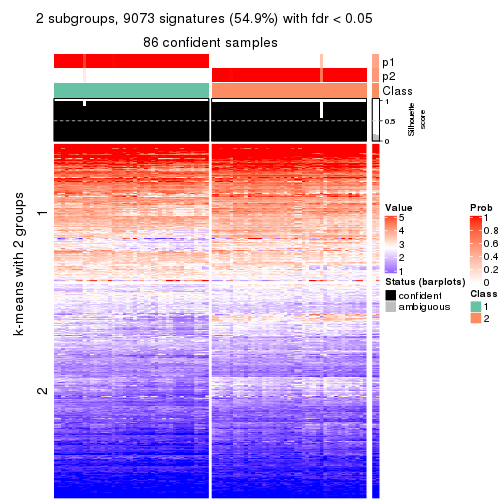 2 subgroups, 9073 signatures (54.9%) with fdr < 0.05
86 confident samples
p1
p2
Class
1
0.5
0
Silhouette
score
k-means with 2 groups
1
2
Value
5
4
3
2
1
Status (barplots)
confident
ambiguous
Prob
1
0.8
0.6
0.4
0.2
0
Class
1
2